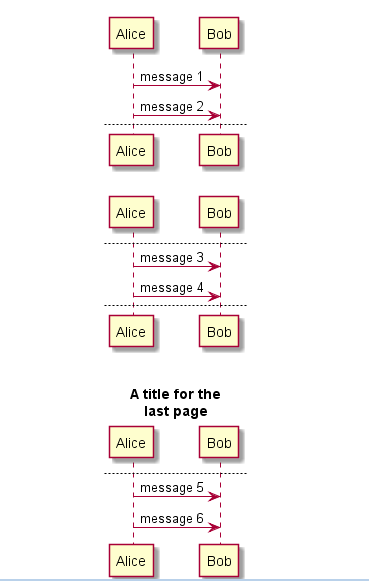 Alice Bob
message 1
message 2
Alice Bob
Alice Bob
message 3
message 4
Alice Bob
A title for the
last page
Alice Bob
message 5
message 6
Alice Bob